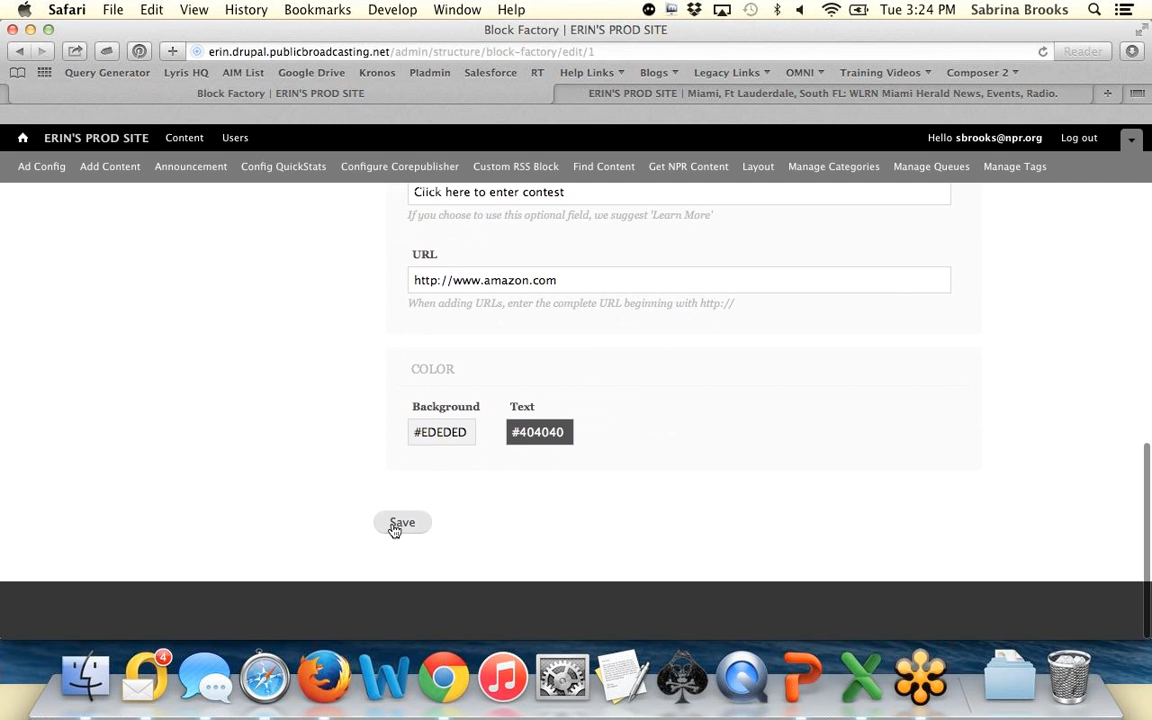 Safari File Edit View History Bookmarks Develop Window Help Tue 3:24 PM Sabrina Brooks
Block Factory | ERIN'S PROD SITE
erin.drupal.publicbroadcasting.net/admin/structure/block-factory/edit/1 Reader
Query Generator Lyris HQ AIM List Google Drive Kronos Pladmin Salesforce RT Help Links Blogs Legacy Links OMNI Training Videos Composer 2
Block Factory | ERIN'S PROD SITE ERIN'S PROD SITE | Miami, Ft Lauderdale, South FL: WLRN Miami Herald News, Events, Radio.
ERIN'S PROD SITE Content Users Hello sbrooks@npr.org Log out
Ad Config Add Content Announcement Config QuickStats Configure Corepublisher Custom RSS Block Find Content Get NPR Content Layout Manage Categories Manage Queues Manage Tags
Click here to enter contest
If you choose to use this optional field, we suggest 'Learn More'
URL
http://www.amazon.com
When adding URLs, enter the complete URL beginning with http://
COLOR
Background Text
#EDEDED #404040
Save
4